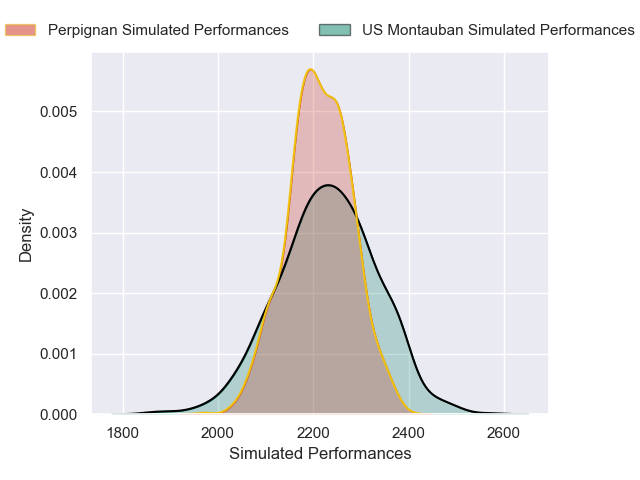 Perpignan Simulated Performances US Montauban Simulated Performances
0.005
0.004
0.003
0.002
0.001
0.000
Density
1800 2000 2200 2400 2600
Simulated Performances